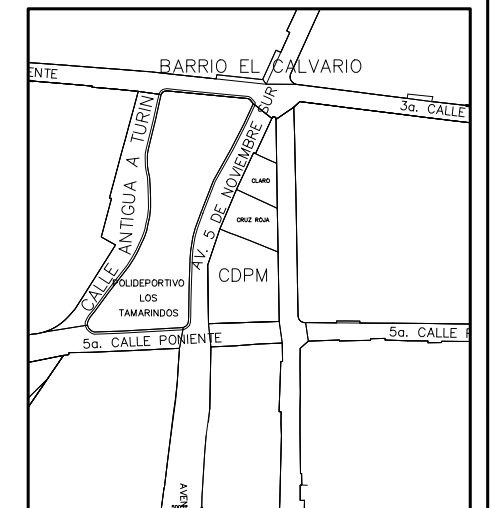 BARRIO EL CALVARIO
ENTE
3a. CALLE
CALLE ANTIGUA A TURIN
AV. 5 DE NOVIEMBRE SUR
CLARO
CRUZ ROJA
CDPM
POLIDEPORTIVO
LOS
TAMARINDOS
5a. CALLE PONIENTE
5a. CALLE P
AVEN